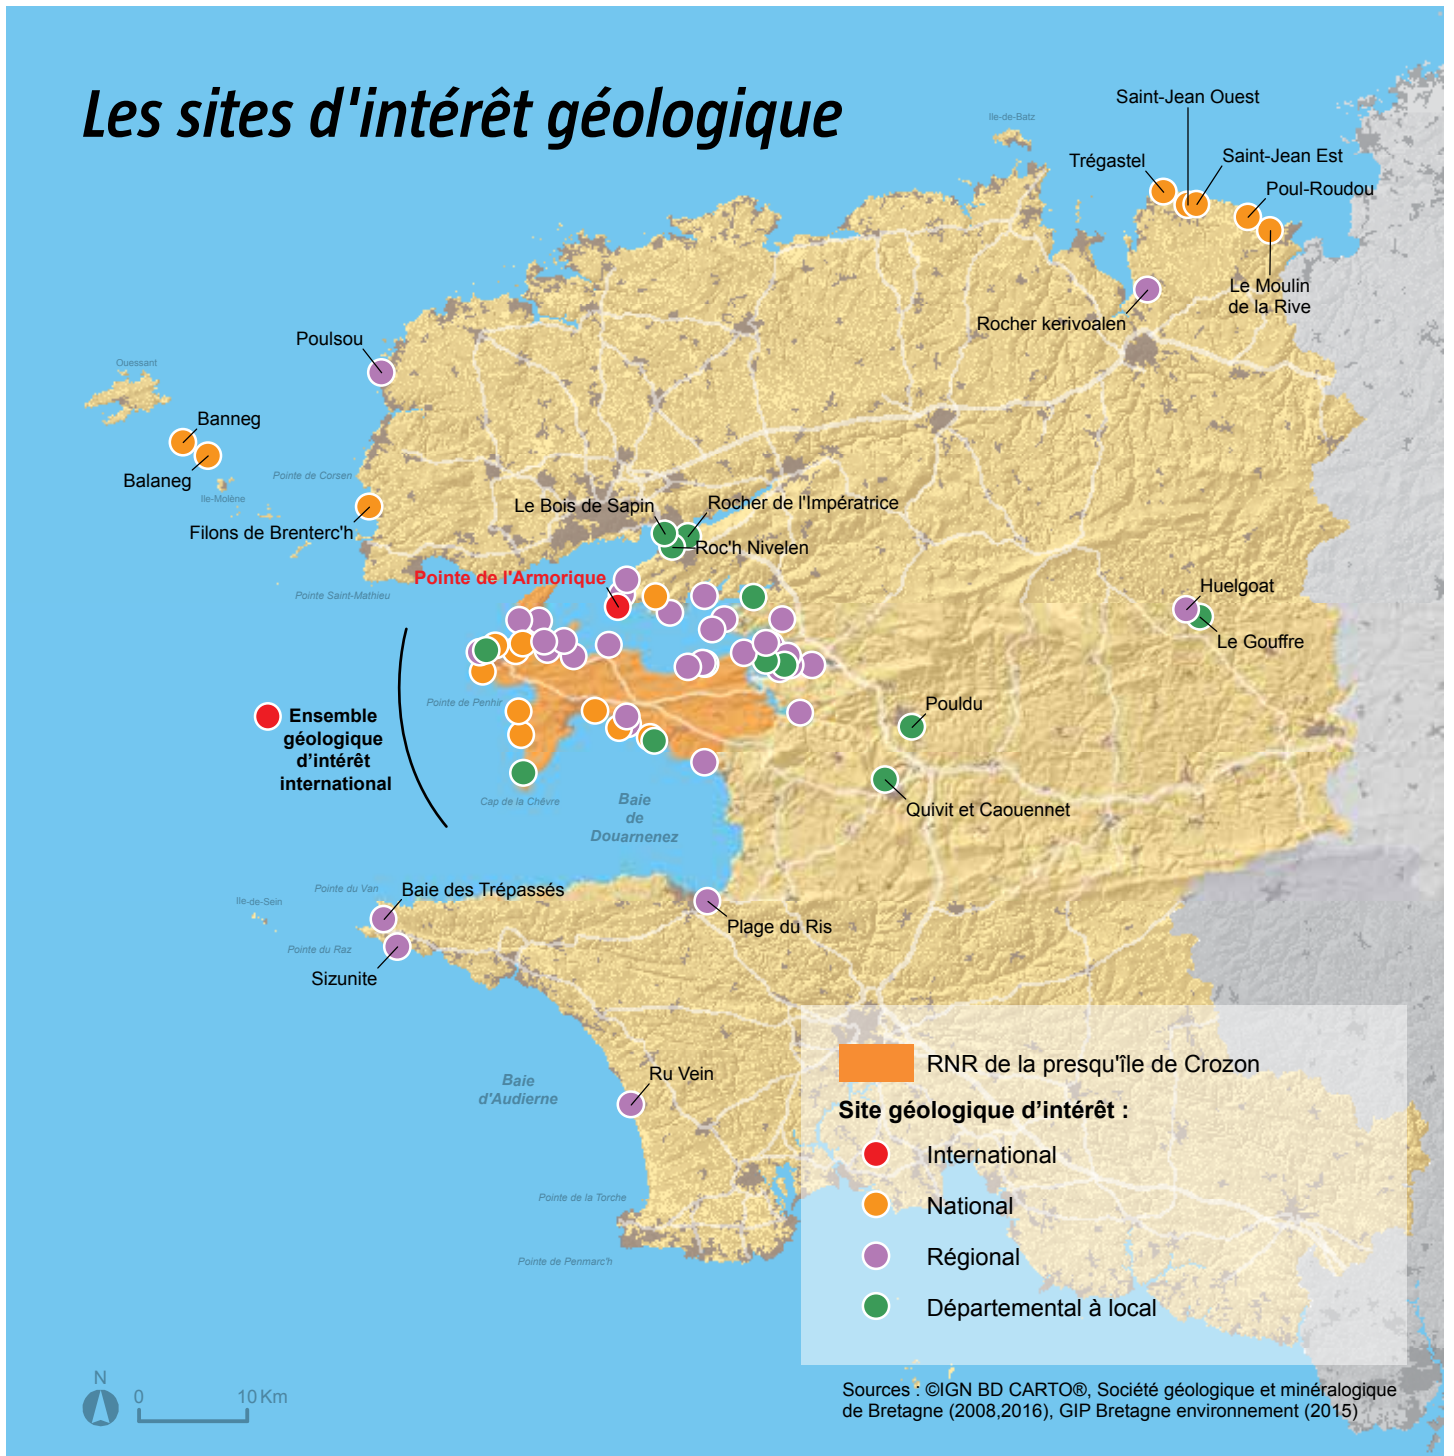 Les sites d'intérêt géologique
Saint-Jean Ouest
Ile-de-Batz
Trégastel
Saint-Jean Est
Poul-Roudou
Le Moulin
de la Rive
Rocher kerivoalen
Poulsou
Ouessant
Banneg
Balaneg
Ile-Molène
Pointe de Corsen
Filons de Brenterc'h
Le Bois de Sapin
Rocher de l'Impératrice
Roc'h Nivelen
Pointe de l'Armorique
Pointe Saint-Mathieu
Huelgoat
Le Gouffre
Pointe de Penhir
Ensemble
géologique
d'intérêt
international
Pouldu
Quivit et Caouennet
Cap de la Chèvre
Baie
de
Douarnenez
Pointe du Van
Baie des Trépassés
Ile-de-Sein
Plage du Ris
Pointe du Raz
Sizunite
Baie
d'Audierne
Ru Vein
Pointe de la Torche
Pointe de Penmarc'h
RNR de la presqu'île de Crozon
Site géologique d'intérêt :
International
National
Régional
Départemental à local
N
0 10 Km
Sources : ©IGN BD CARTO®, Société géologique et minéralogique
de Bretagne (2008,2016), GIP Bretagne environnement (2015)